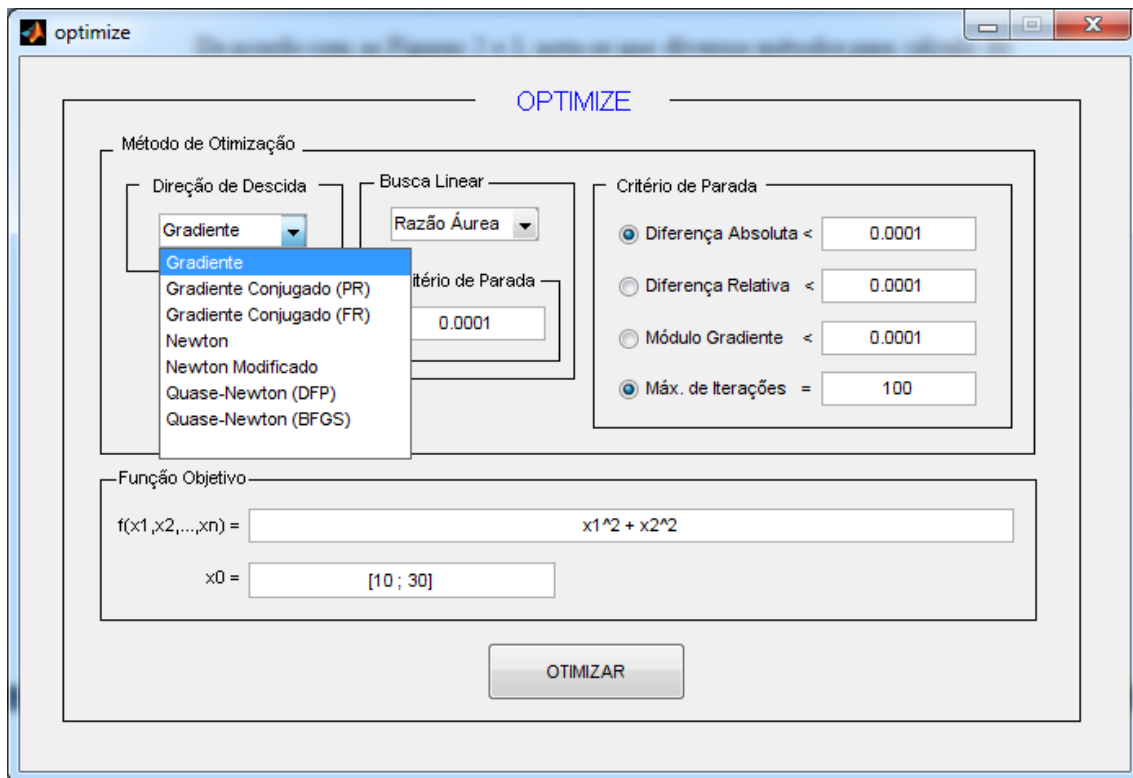 optimize
OPTIMIZE
Método de Otimização
Direção de Descida
Gradiente
Gradiente
Gradiente Conjugado (PR)
Gradiente Conjugado (FR)
Newton
Newton Modificado
Quase-Newton (DFP)
Quase-Newton (BFGS)
Busca Linear
Razão Áurea
itério de Parada
0.0001
Critério de Parada
Diferença Absoluta < 0.0001
Diferença Relativa < 0.0001
Módulo Gradiente < 0.0001
Máx. de Iterações = 100
Função Objetivo
f(x1,x2,...,xn) = x1^2 + x2^2
x0 = [10 ; 30]
OTIMIZAR